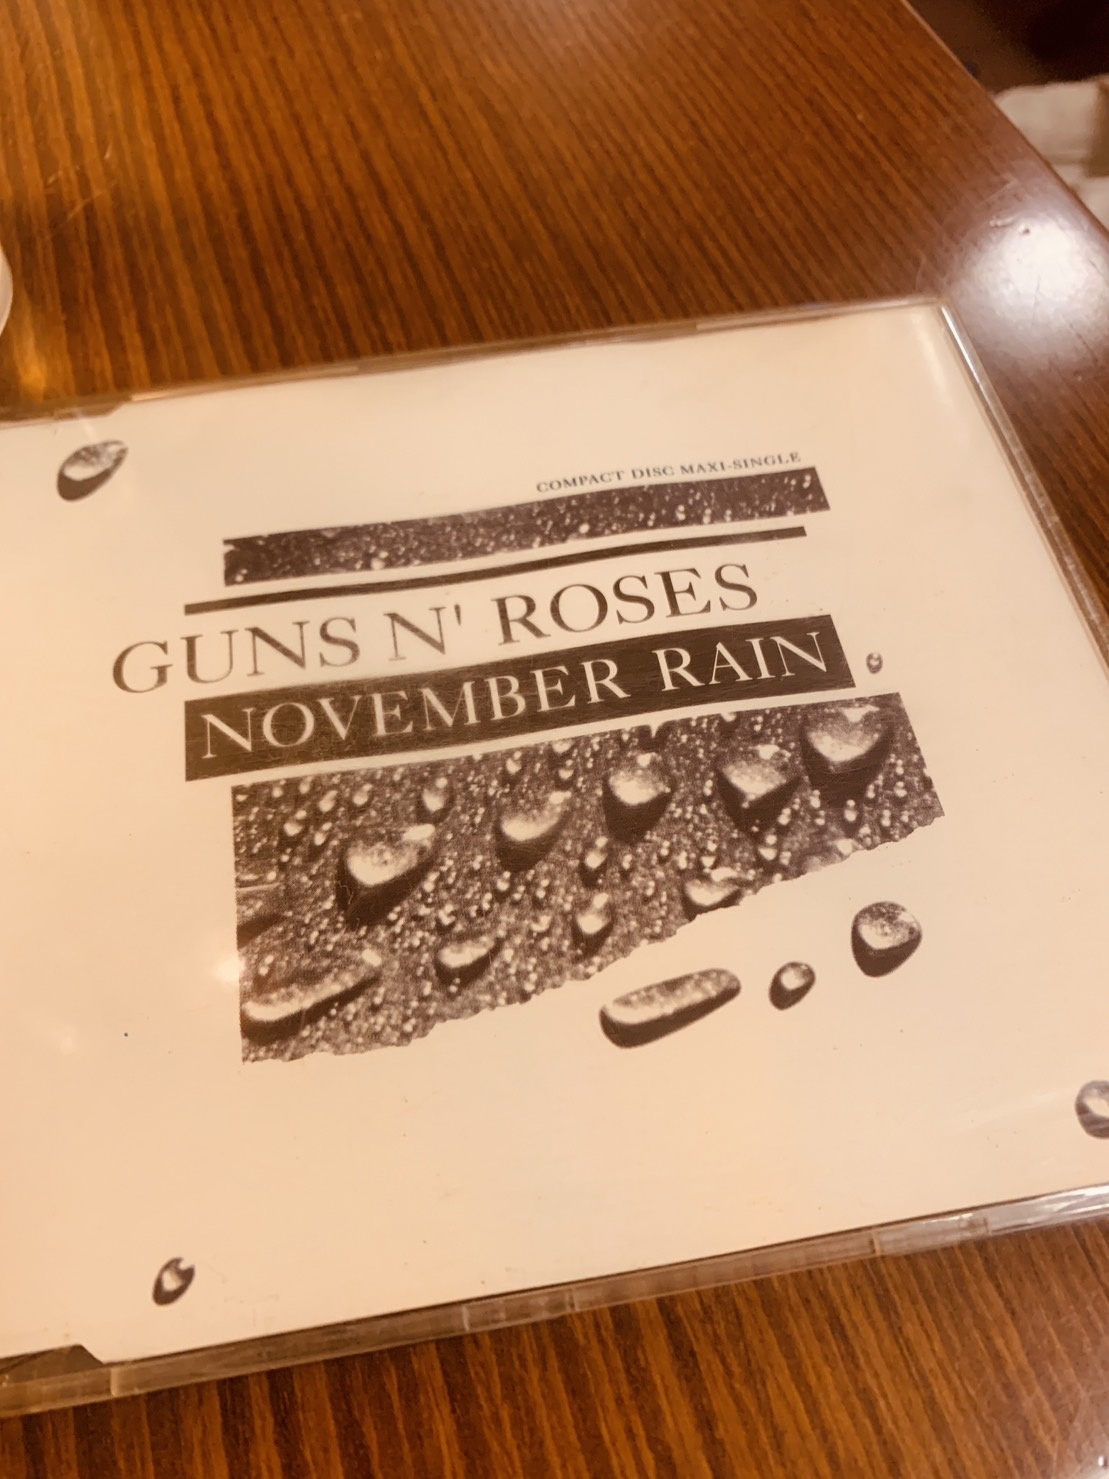 COMPACT DISC MAXI-SINGLE
GUNS N' ROSES
NOVEMBER RAIN